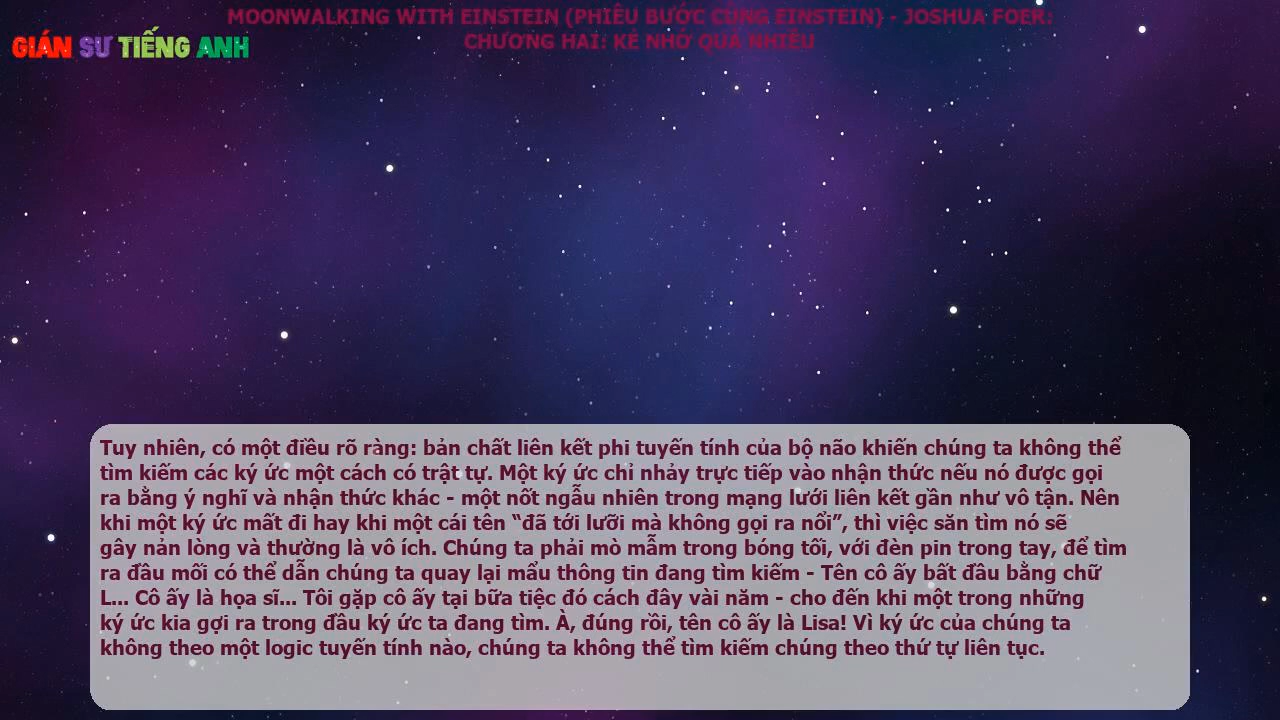 MOONWALKING WITH EINSTEIN (PHIÊU BƯỚC CÙNG EINSTEIN) - JOSHUA FOER:
CHƯƠNG HAI: KẺ NHỚ QUÁ NHIỀU
GIÁN SƯ TIẾNG ANH
Tuy nhiên, có một điều rõ ràng: bản chất liên kết phi tuyến tính của bộ não khiến chúng ta không thể
tìm kiếm các ký ức một cách có trật tự. Một ký ức chỉ nhảy trực tiếp vào nhận thức nếu nó được gọi
ra bằng ý nghĩ và nhận thức khác - một nốt ngẫu nhiên trong mạng lưới liên kết gần như vô tận. Nên
khi một ký ức mất đi hay khi một cái tên “đã tới lưỡi mà không gọi ra nổi”, thì việc săn tìm nó sẽ
gây nản lòng và thường là vô ích. Chúng ta phải mò mẫm trong bóng tối, với đèn pin trong tay, để tìm
ra đầu mối có thể dẫn chúng ta quay lại mẩu thông tin đang tìm kiếm - Tên cô ấy bắt đầu bằng chữ
L... Cô ấy là họa sĩ... Tôi gặp cô ấy tại bữa tiệc đó cách đây vài năm - cho đến khi một trong những
ký ức kia gợi ra trong đầu ký ức ta đang tìm. À, đúng rồi, tên cô ấy là Lisa! Vì ký ức của chúng ta
không theo một logic tuyến tính nào, chúng ta không thể tìm kiếm chúng theo thứ tự liên tục.